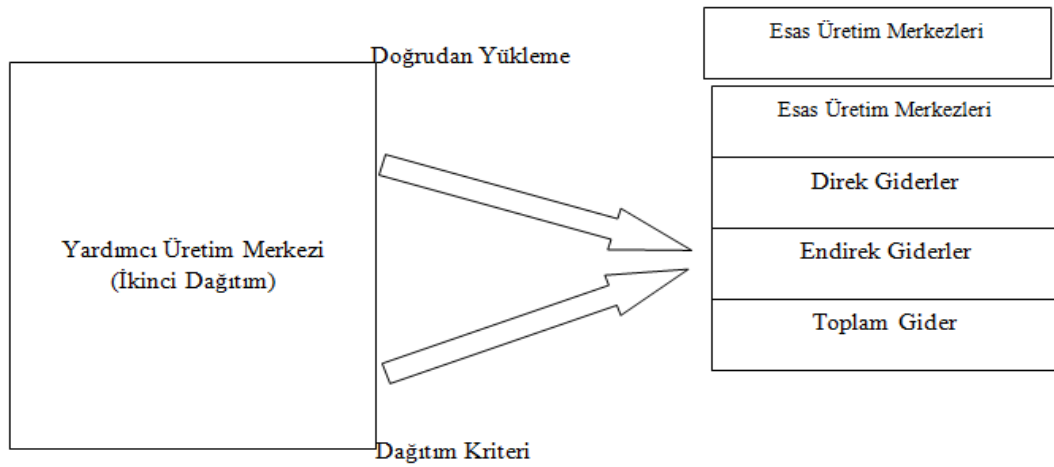 Doğrudan Yükleme
Yardımcı Üretim Merkezi
(İkinci Dağıtım)
Dağıtım Kriteri
Esas Üretim Merkezleri
Esas Üretim Merkezleri
Direk Giderler
Endirek Giderler
Toplam Gider